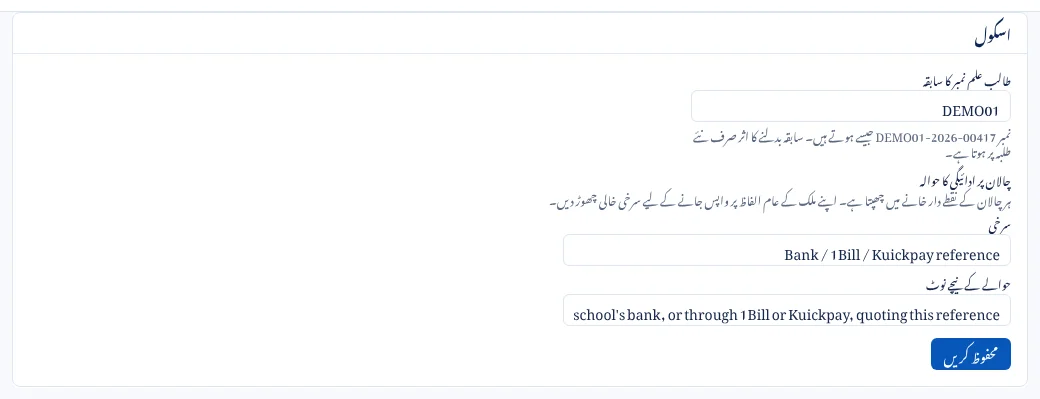 اسکول
طالب علم نمبر کا سابقہ
DEMO01
نمبر DEMO01-2026-00417 جیسے ہوتے ہیں۔ سابقہ بدلنے کا اثر صرف نئے
طلبہ پر ہوتا ہے۔
چالان پر ادائیگی کا حوالہ
ہر چالان کے نقطے دار خانے میں چھپتا ہے۔ اپنے ملک کے عام الفاظ پر واپس جانے کے لیے سرخی خالی چھوڑ دیں۔
سرخی
Bank / 1Bill / Kuickpay reference
حوالے کے نیچے نوٹ
school's bank, or through 1Bill or Kuickpay, quoting this reference
محفوظ کریں